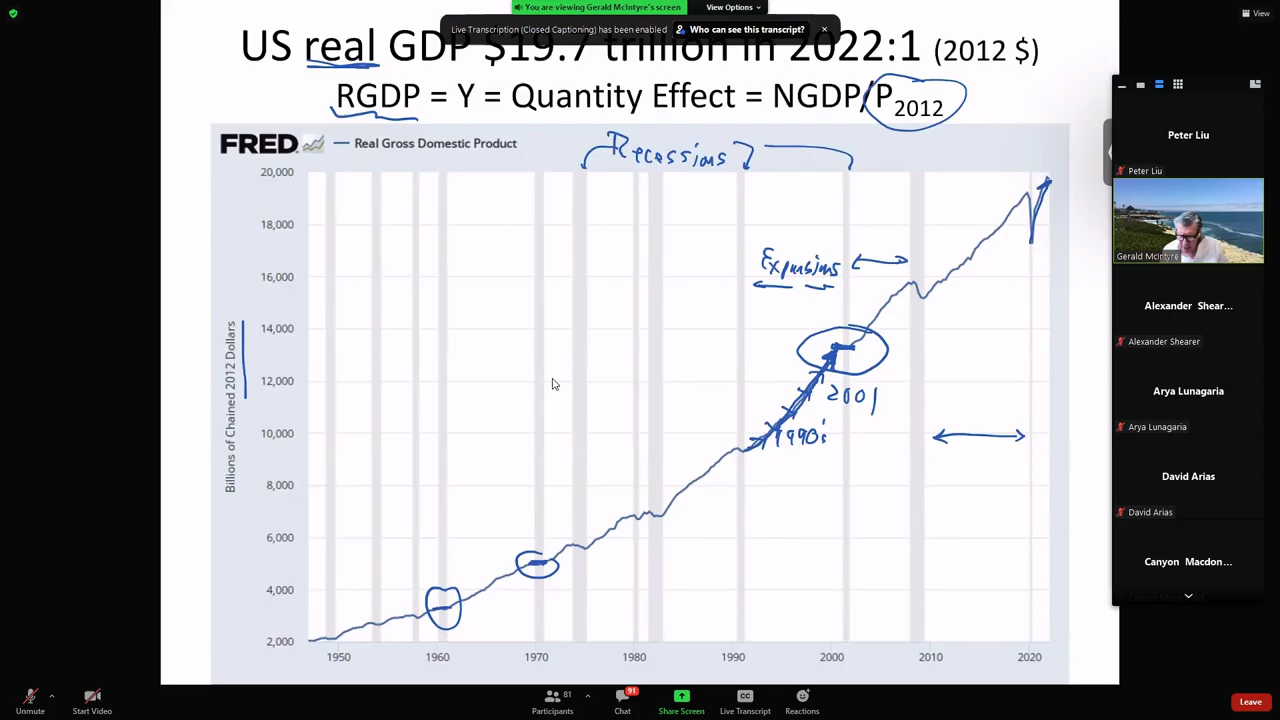 You are viewing Gerald McIntyre's screen
View Options
View
Live Transcription (Closed Captioning) has been enabled
Who can see this transcript?
US real GDP $19.7 trillion in 2022:1 (2012 $)
RGDP = Y = Quantity Effect = NGDP/P2012
FRED
Real Gross Domestic Product
Recessions
20,000
18,000
16,000
14,000
12,000
10,000
8,000
6,000
4,000
2,000
Billions of Chained 2012 Dollars
Expansions
2001
1990s
1950
1960
1970
1980
1990
2000
2010
2020
Peter Liu
Peter Liu
Gerald McIntyre
Alexander Shear...
Alexander Shearer
Arya Lunagaria
Arya Lunagaria
David Arias
David Arias
Canyon Macdon...
Unmute
Start Video
Participants
81
Chat
91
Share Screen
Live Transcript
Reactions
Leave